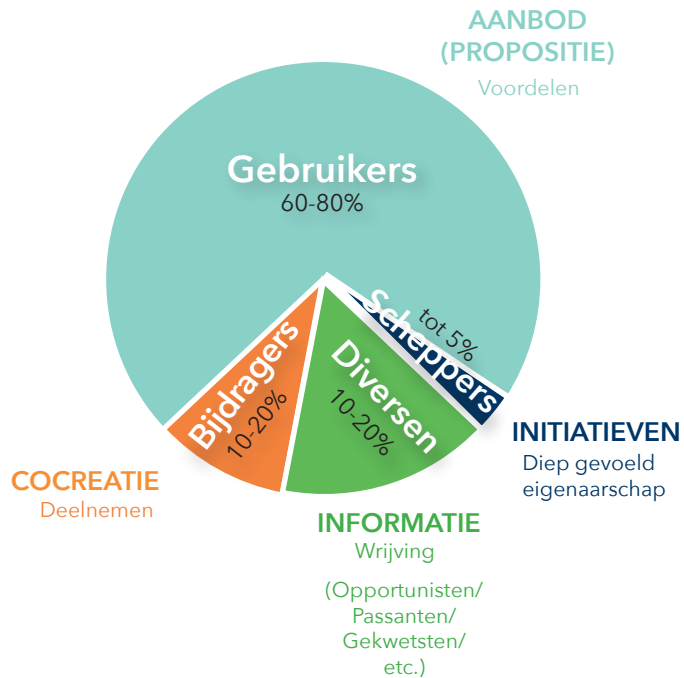 AANBOD
(PROPOSITIE)
Voordelen
Gebruikers
60-80%
Scheppers
tot 5%
Diversen
10-20%
Bijdragers
10-20%
INITIATIEVEN
Diep gevoeld
eigenaarschap
COCREATIE
Deelnemen
INFORMATIE
Wrijving
(Opportunisten/
Passanten/
Gekwetsten/
etc.)